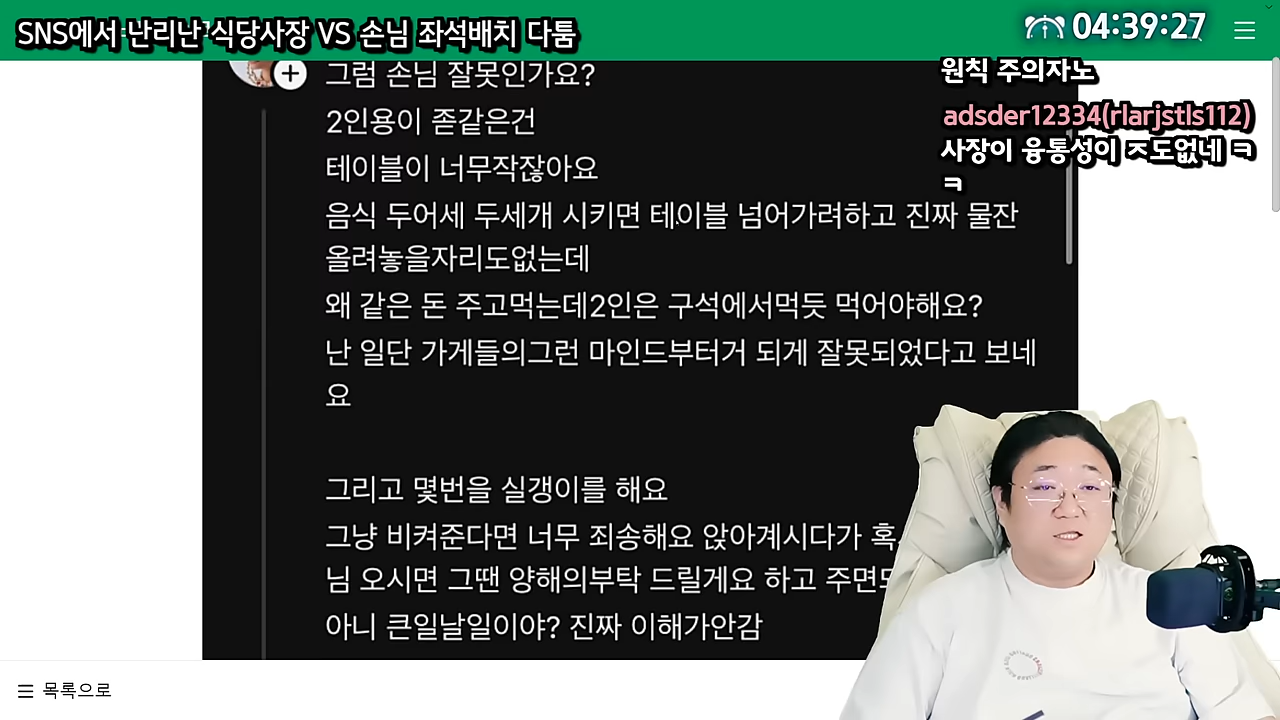 SNS에서 난리난 식당사장 VS 손님 좌석배치 다툼
04:39:27
원칙 주의자노
adsder12334(rlarjstls112)
사장이 융통성이 ㅈ도없네 ㅋ
ㅋ
그럼 손님 잘못인가요?
2인용이 좉같은건
테이블이 너무작잖아요
음식 두어세 두세개 시키면 테이블 넘어가려하고 진짜 물잔
올려놓을자리도없는데
왜 같은 돈 주고먹는데2인은 구석에서먹듯 먹어야해요?
난 일단 가게들의그런 마인드부터거 되게 잘못되었다고 보네
요
그리고 몇번을 실갱이를 해요
그냥 비켜준다면 너무 죄송해요 앉아계시다가 혹
님 오시면 그땐 양해의부탁 드릴게요 하고 주면
아니 큰일날일이야? 진짜 이해가안감
목록으로